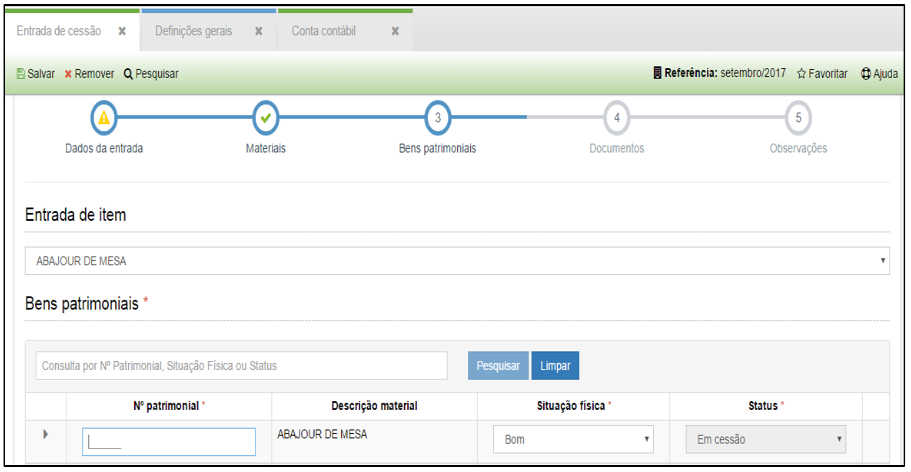 Entrada de cessão ✖ Definições gerais ✖ Conta contábil ✖
Salvar ✖ Remover Pesquisar Referência: setembro/2017 Favoritar Ajuda
3 4 5
Dados da entrada Materiais Bens patrimoniais Documentos Observações
Entrada de item
ABAJOUR DE MESA
Bens patrimoniais *
Consulta por Nº Patrimonial, Situação Física ou Status Pesquisar Limpar
Nº patrimonial * Descrição material Situação física * Status *
______ ABAJOUR DE MESA Bom Em cessão